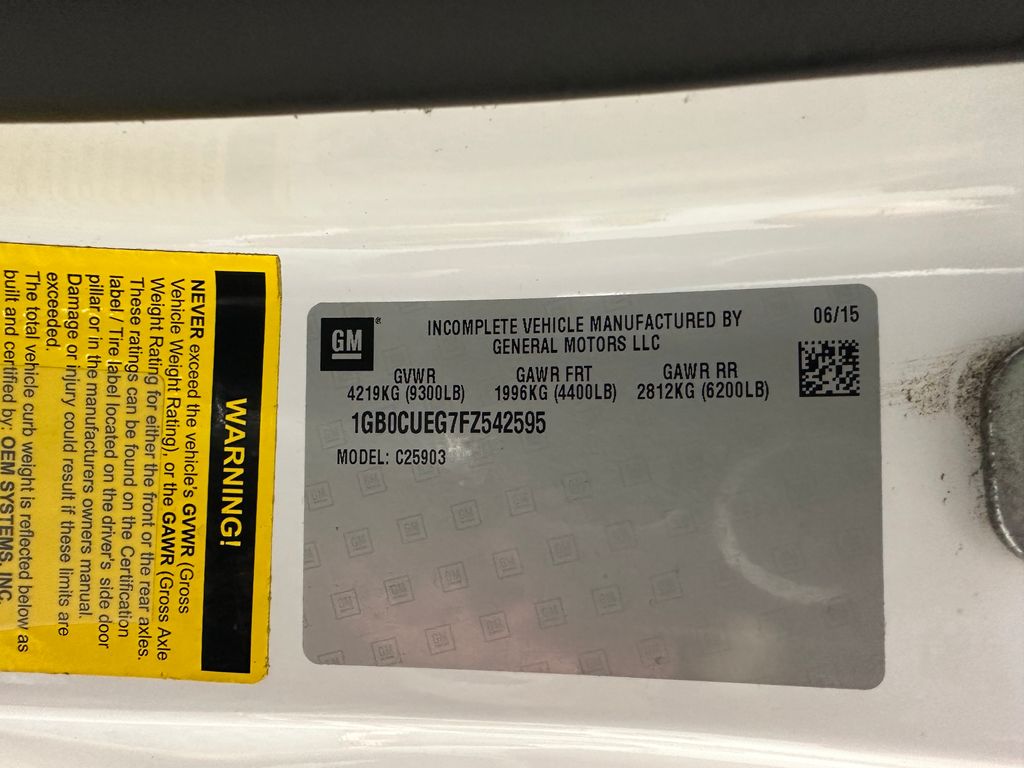 WARNING!
NEVER exceed the vehicle's GVWR (Gross
Vehicle Weight Rating), or the GAWR (Gross Axle
Weight Rating) for either the front or the rear axles.
These ratings can be found on the Certification
label / Tire label located on the driver's side door
pillar, or in the manufacturers owners manual.
Damage or injury could result if these limits are
exceeded.
The total vehicle curb weight is reflected below as
built and certified by: OEM SYSTEMS, INC.
GM ®
INCOMPLETE VEHICLE MANUFACTURED BY
GENERAL MOTORS LLC
06/15
GVWR
4219KG (9300LB)
GAWR FRT
1996KG (4400LB)
GAWR RR
2812KG (6200LB)
1GB0CUEG7FZ542595
MODEL: C25903